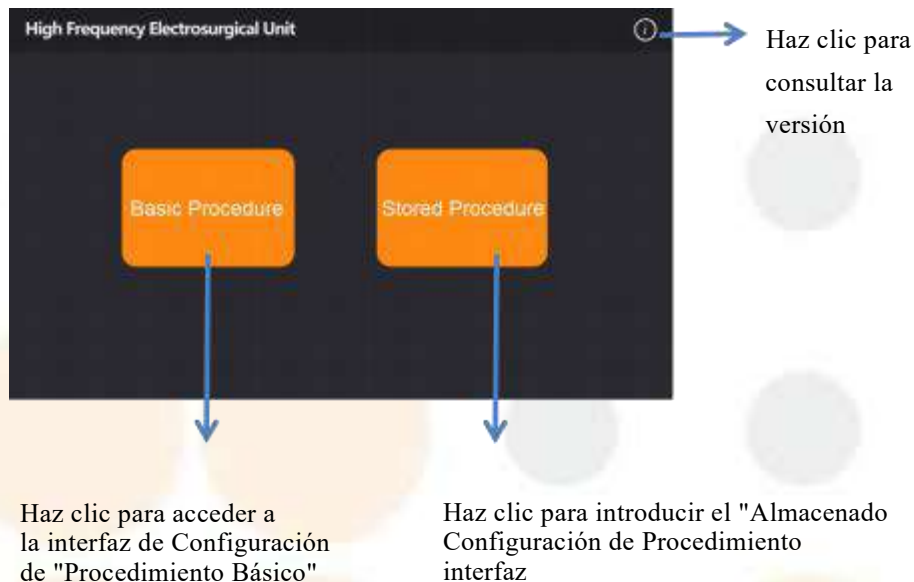 High Frequency Electrosurgical Unit
i
Haz clic para
consultar la
versión
Basic Procedure
Stored Procedure
Haz clic para acceder a
la interfaz de Configuración
de "Procedimiento Básico"
Haz clic para introducir el "Almacenado
Configuración de Procedimiento
interfaz